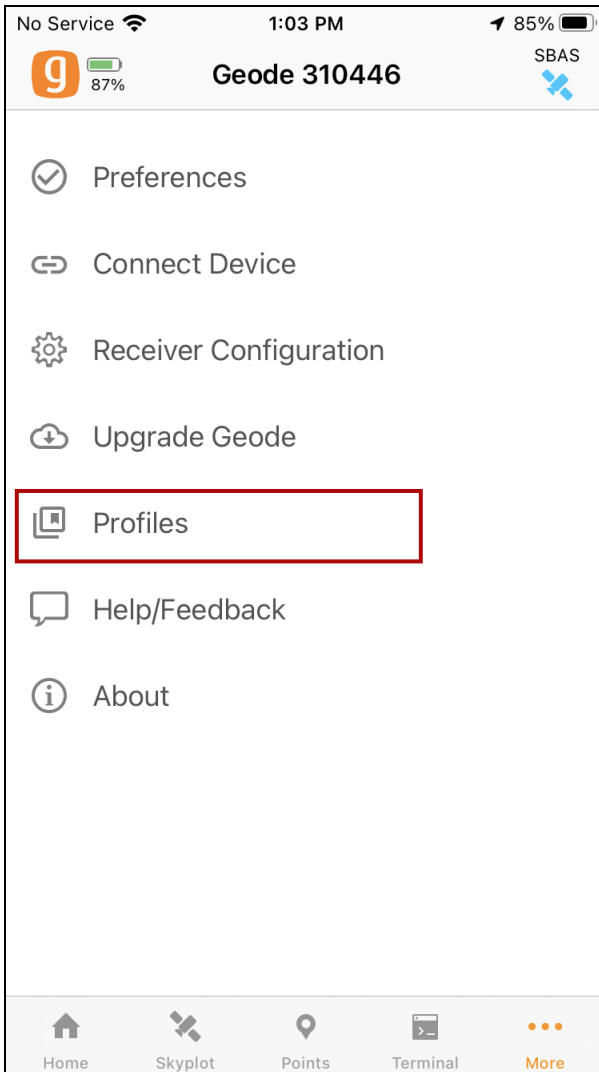 No Service 1:03 PM 85%
g 87% Geode 310446 SBAS
Preferences
Connect Device
Receiver Configuration
Upgrade Geode
Profiles
Help/Feedback
About
Home Skyplot Points Terminal More